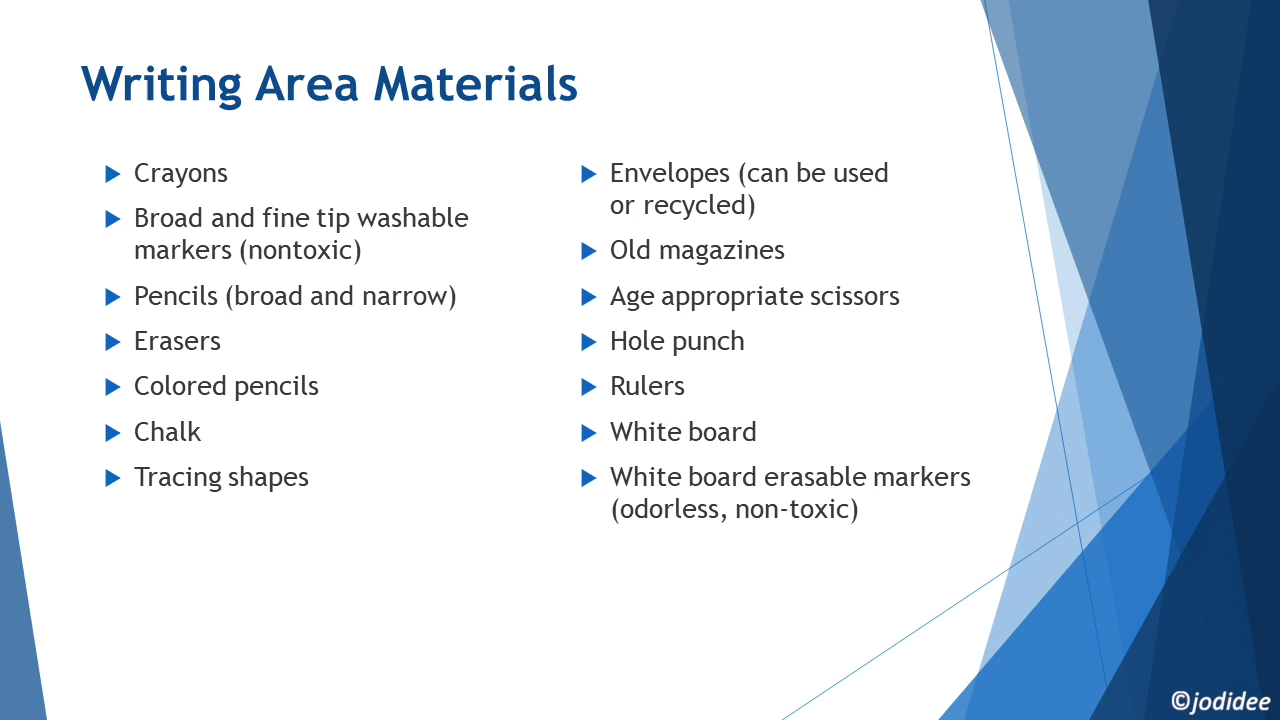 Writing Area Materials
Crayons
Broad and fine tip washable
markers (nontoxic)
Pencils (broad and narrow)
Erasers
Colored pencils
Chalk
Tracing shapes
Envelopes (can be used
or recycled)
Old magazines
Age appropriate scissors
Hole punch
Rulers
White board
White board erasable markers
(odorless, non-toxic)
©jodidee